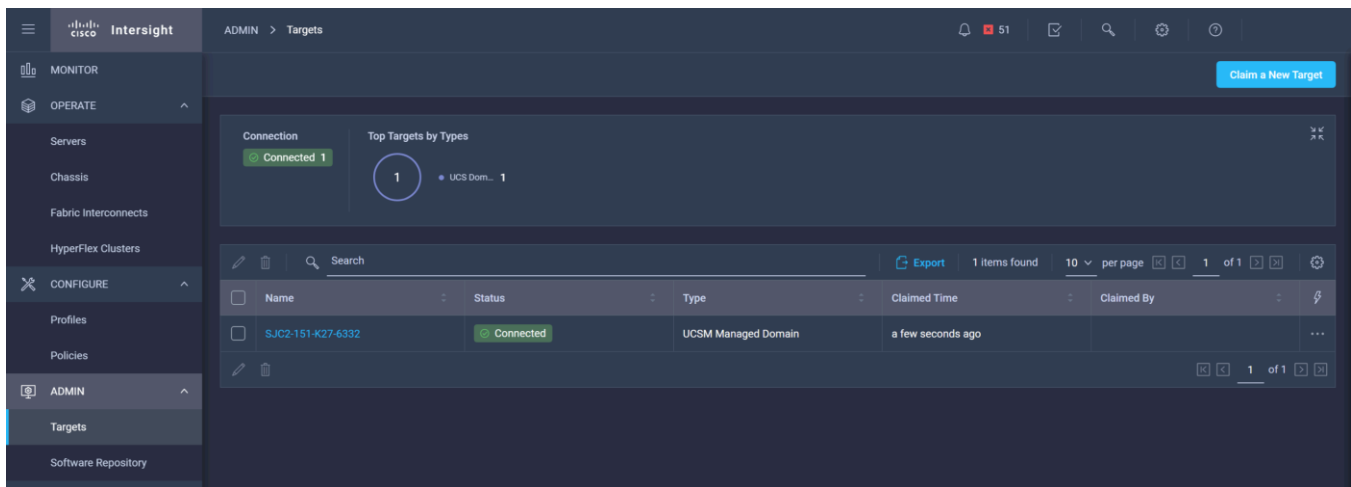 cisco Intersight
ADMIN > Targets
51
MONITOR
Claim a New Target
OPERATE
Servers
Chassis
Fabric Interconnects
HyperFlex Clusters
CONFIGURE
Profiles
Policies
ADMIN
Targets
Software Repository
Connection
Connected 1
Top Targets by Types
1
UCS Dom... 1
Search
Export
1 items found
10 per page
1 of 1
Name Status Type Claimed Time Claimed By
SJC2-151-K27-6332 Connected UCSM Managed Domain a few seconds ago
1 of 1